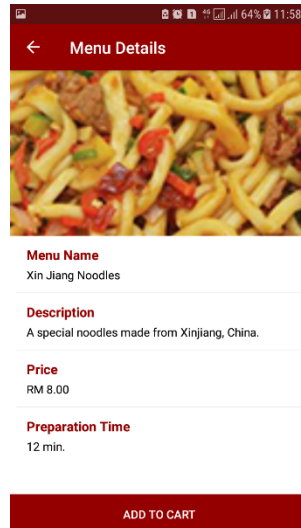 64% 11:58
Menu Details
Menu Name
Xin Jiang Noodles
Description
A special noodles made from Xinjiang, China.
Price
RM 8.00
Preparation Time
12 min.
ADD TO CART